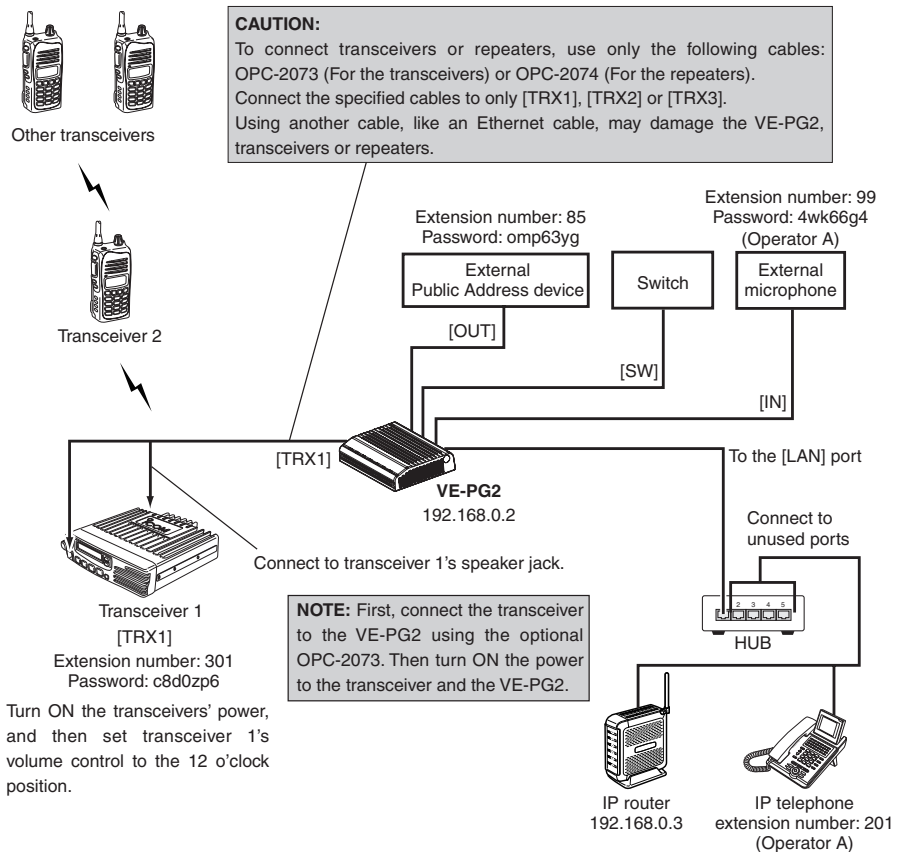 CAUTION:
To connect transceivers or repeaters, use only the following cables:
OPC-2073 (For the transceivers) or OPC-2074 (For the repeaters).
Connect the specified cables to only [TRX1], [TRX2] or [TRX3].
Using another cable, like an Ethernet cable, may damage the VE-PG2,
transceivers or repeaters.
Other transceivers
Transceiver 2
Extension number: 85
Password: omp63yg
External
Public Address device
Switch
Extension number: 99
Password: 4wk66g4
(Operator A)
External
microphone
[OUT]
[SW]
[IN]
[TRX1]
VE-PG2
192.168.0.2
To the [LAN] port
Connect to
unused ports
Connect to transceiver 1's speaker jack.
ICOM
Transceiver 1
[TRX1]
Extension number: 301
Password: c8d0zp6
Turn ON the transceivers' power,
and then set transceiver 1's
volume control to the 12 o'clock
position.
NOTE: First, connect the transceiver
to the VE-PG2 using the optional
OPC-2073. Then turn ON the power
to the transceiver and the VE-PG2.
2 3 4 5
HUB
IP router
192.168.0.3
IP telephone
extension number: 201
(Operator A)